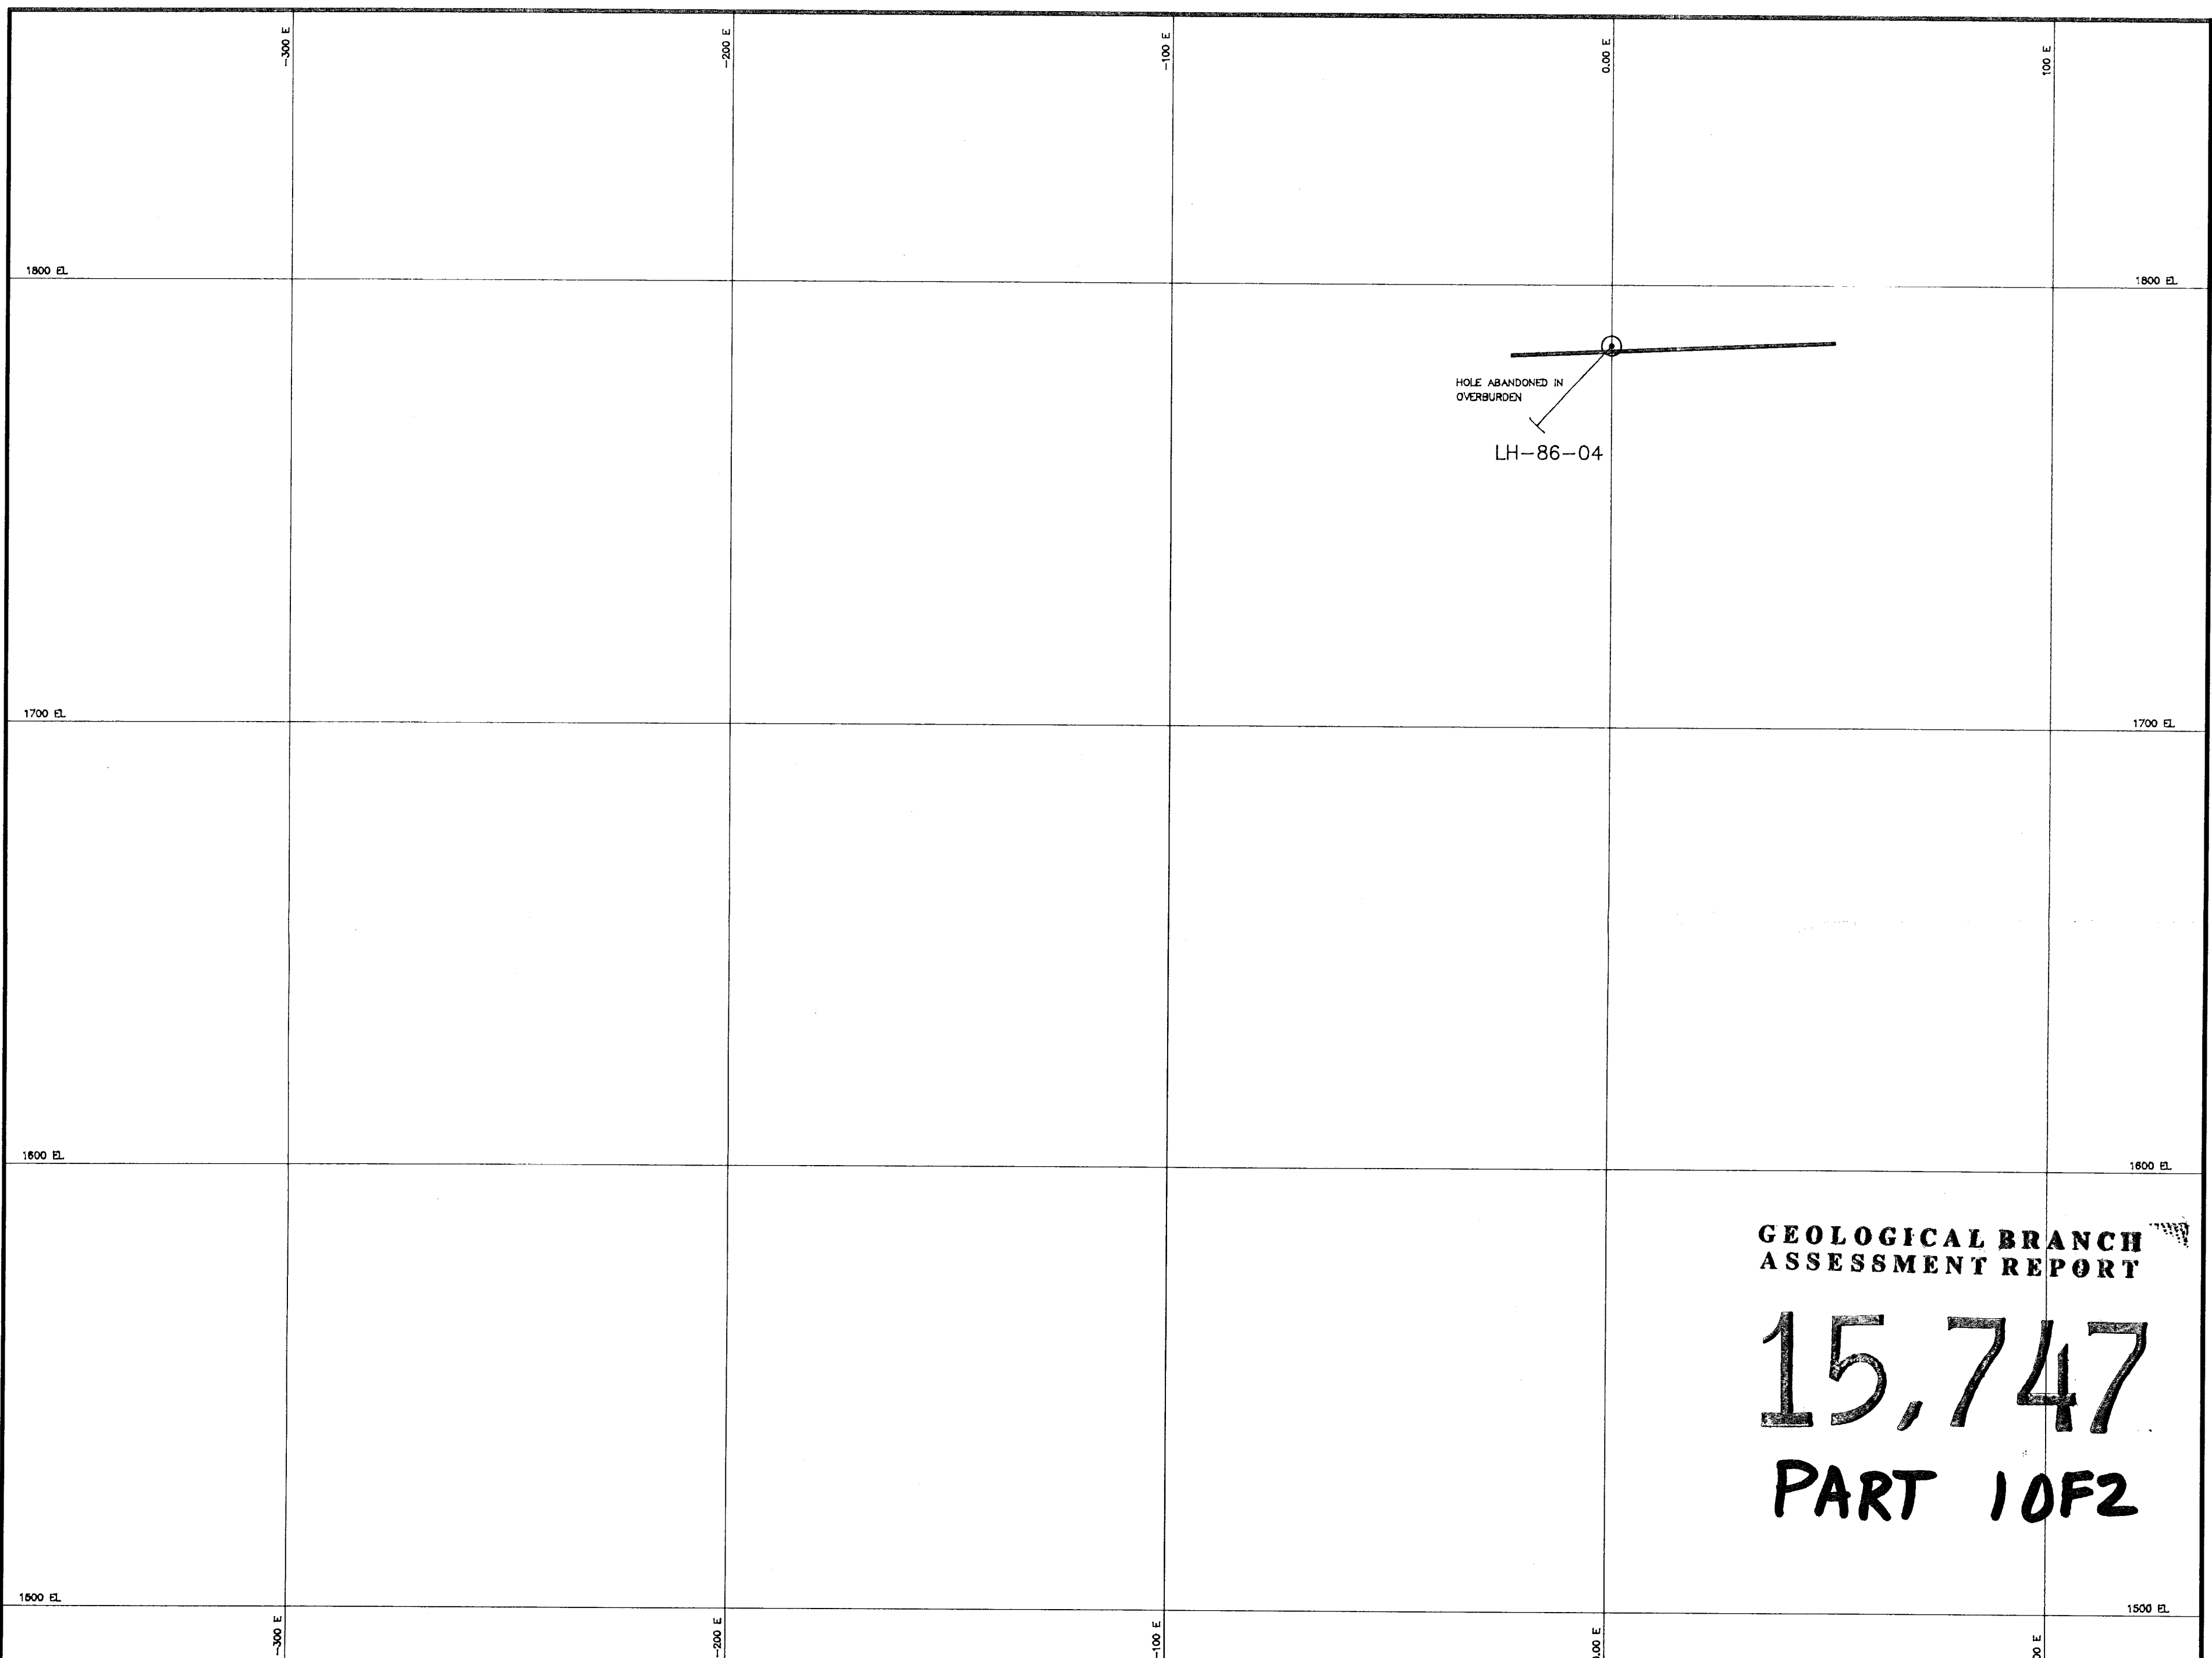 -300 E
-200 E
-100 E
0.00 E
100 E
1800 EL
1800 EL
HOLE ABANDONED IN
OVERBURDEN
LH-86-04
1700 EL
1700 EL
1600 EL
1600 EL
GEOLOGICAL BRANCH
ASSESSMENT REPORT
15,747
PART 1 OF 2
1500 EL
1500 EL
-300 E
-200 E
-100 E
.00 E
0 E